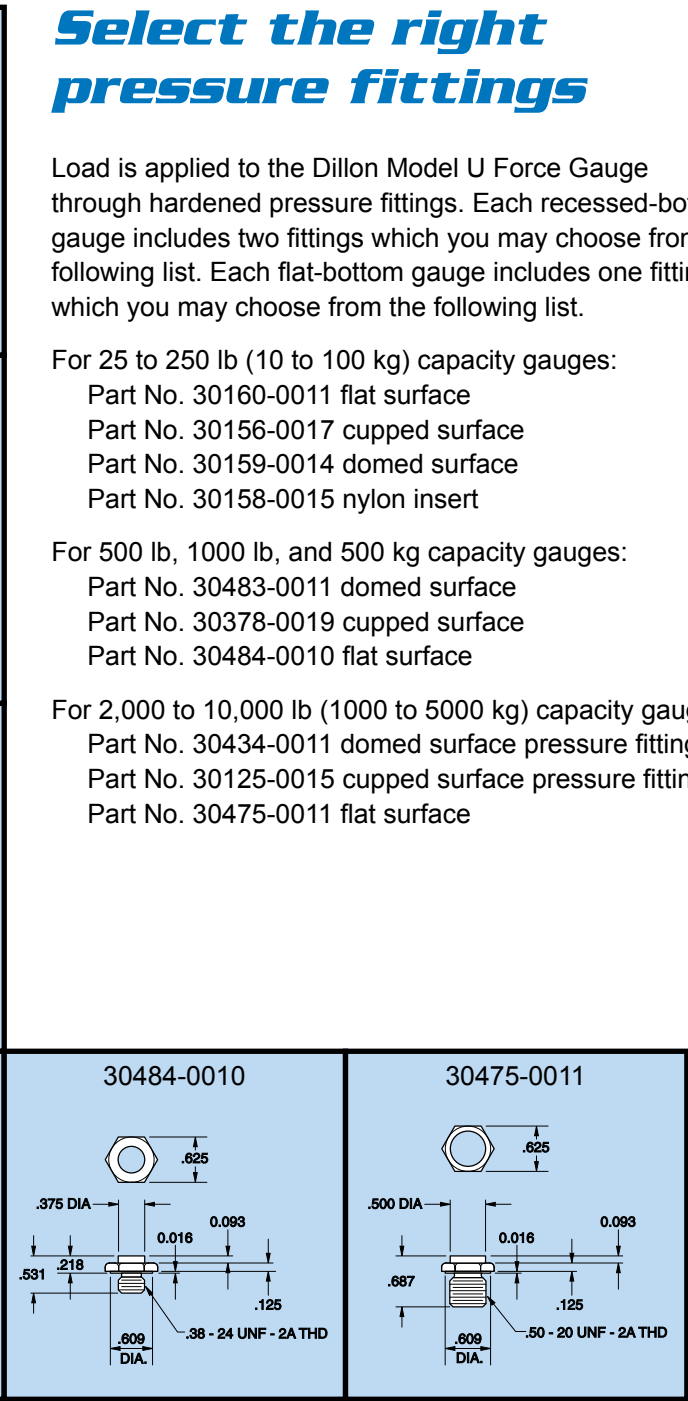 Select the right
pressure fittings
Load is applied to the Dillon Model U Force Gauge
through hardened pressure fittings. Each recessed-bot
gauge includes two fittings which you may choose from
following list. Each flat-bottom gauge includes one fittin
which you may choose from the following list.
For 25 to 250 lb (10 to 100 kg) capacity gauges:
Part No. 30160-0011 flat surface
Part No. 30156-0017 cupped surface
Part No. 30159-0014 domed surface
Part No. 30158-0015 nylon insert
For 500 lb, 1000 lb, and 500 kg capacity gauges:
Part No. 30483-0011 domed surface
Part No. 30378-0019 cupped surface
Part No. 30484-0010 flat surface
For 2,000 to 10,000 lb (1000 to 5000 kg) capacity gaug
Part No. 30434-0011 domed surface pressure fitting
Part No. 30125-0015 cupped surface pressure fittin
Part No. 30475-0011 flat surface
30484-0010
.625
.375 DIA
0.093
0.016
.218
.531
.125
.38 - 24 UNF - 2A THD
.609
DIA.
30475-0011
.625
.500 DIA
0.093
0.016
.687
.125
.50 - 20 UNF - 2A THD
.609
DIA.